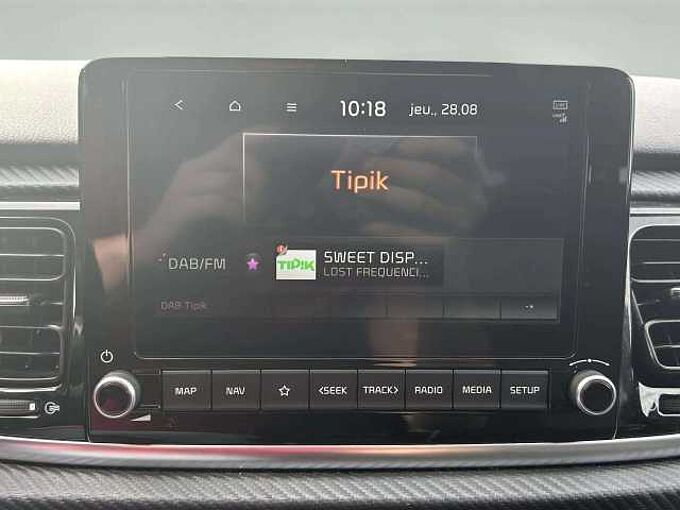 10:18 jeu., 28.08
Tipik
DAB/FM
TIPIK
SWEET DISP...
LOST FREQUENCI...
DAB Tipik
MAP NAV <SEEK TRACK> RADIO MEDIA SETUP